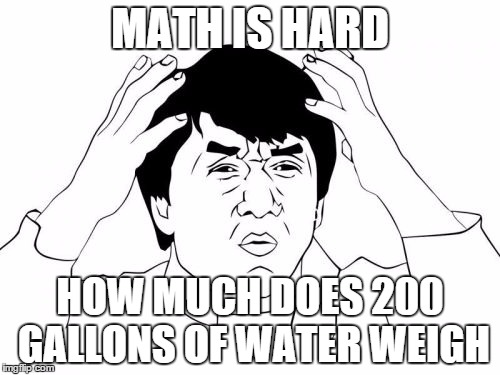 MATH IS HARD
HOW MUCH DOES 200
GALLONS OF WATER WEIGH
imgflip.com